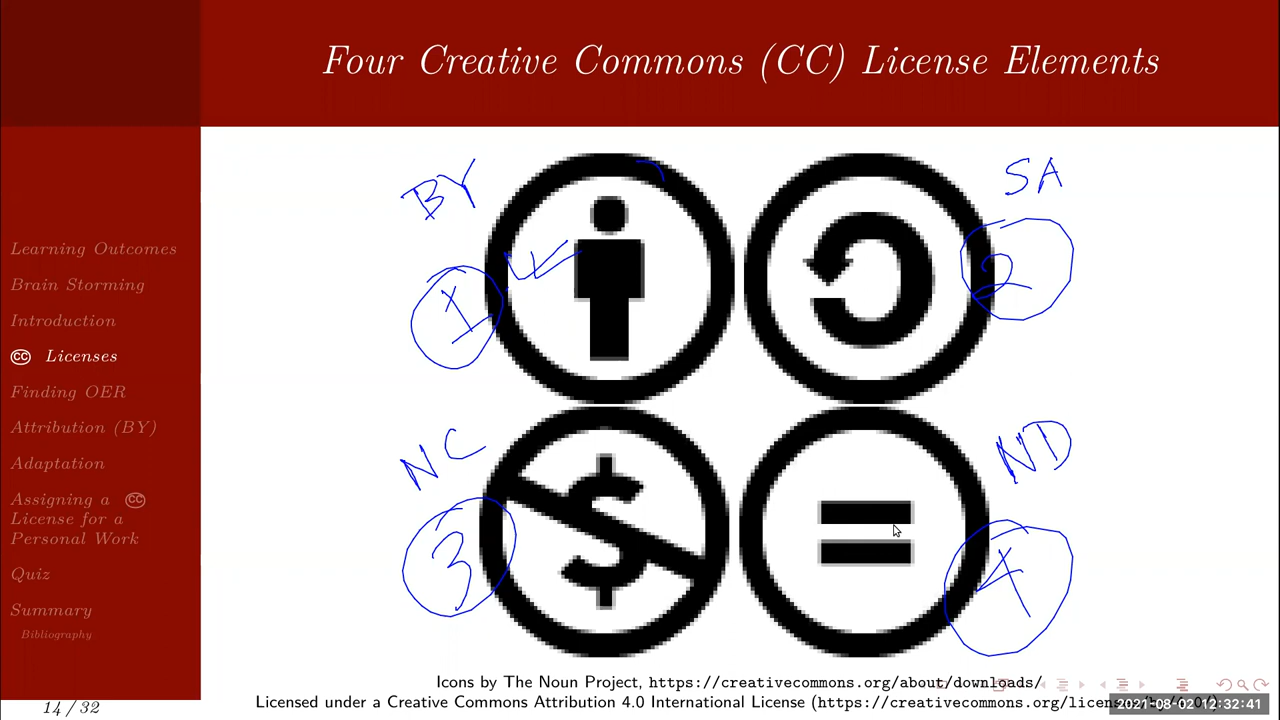 Four Creative Commons (CC) License Elements
Learning Outcomes
Brain Storming
Introduction
cc Licenses
Finding OER
Attribution (BY)
Adaptation
Assigning a cc
License for a
Personal Work
Quiz
Summary
Bibliography
BY
SA
1
2
$
=
NC
ND
3
4
Icons by The Noun Project, https://creativecommons.org/about/downloads/
Licensed under a Creative Commons Attribution 4.0 International License (https://creativecommons.org/licens
14 / 32
2021-08-02 12:32:41